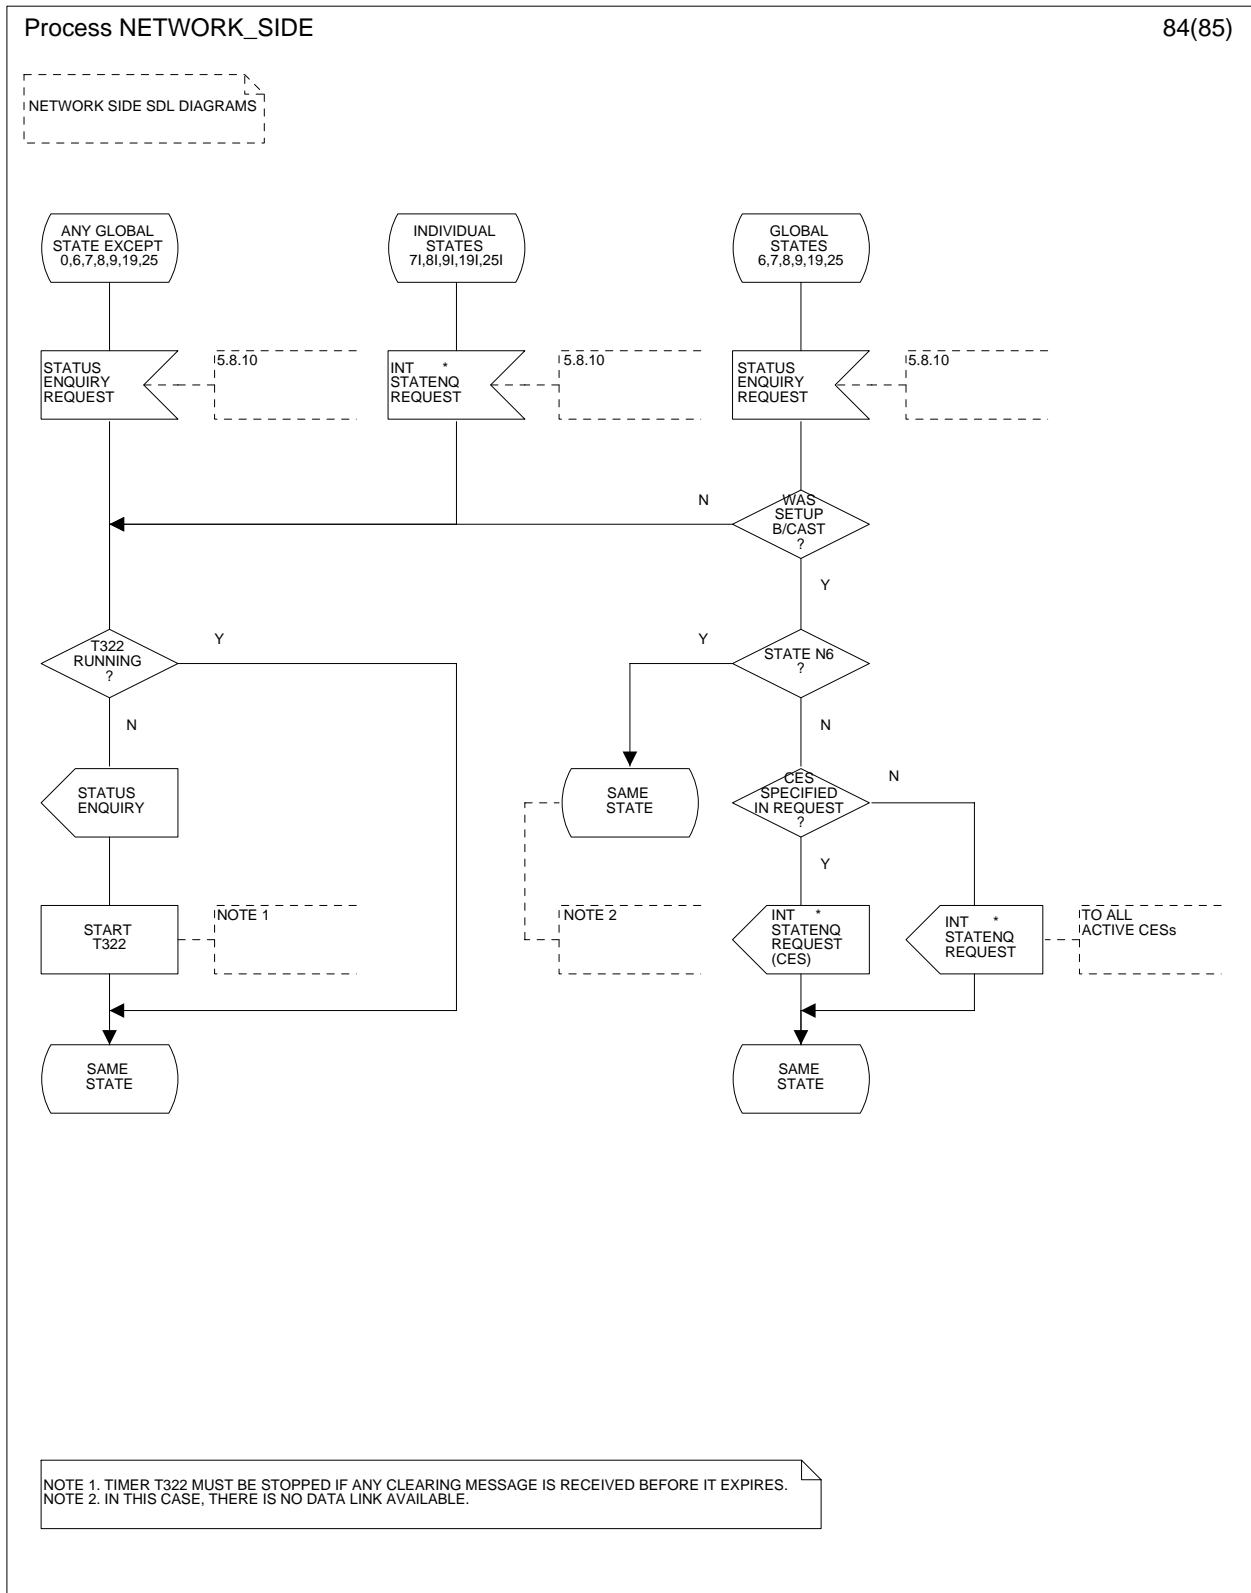 Process NETWORK_SIDE
84(85)
NETWORK SIDE SDL DIAGRAMS
ANY GLOBAL
STATE EXCEPT
0,6,7,8,9,19,25
INDIVIDUAL
STATES
7I,8I,9I,19I,25I
GLOBAL
STATES
6,7,8,9,19,25
STATUS
ENQUIRY
REQUEST
5.8.10
INT *
STATENQ
REQUEST
5.8.10
STATUS
ENQUIRY
REQUEST
5.8.10
N
WAS
SETUP
B/CAST
?
Y
T322
RUNNING
?
Y
Y
STATE N6
?
N
N
STATUS
ENQUIRY
SAME
STATE
CES
SPECIFIED
IN REQUEST
?
N
Y
START
T322
NOTE 1
NOTE 2
INT *
STATENQ
REQUEST
(CES)
INT *
STATENQ
REQUEST
TO ALL
ACTIVE CESs
SAME
STATE
SAME
STATE
NOTE 1. TIMER T322 MUST BE STOPPED IF ANY CLEARING MESSAGE IS RECEIVED BEFORE IT EXPIRES.
NOTE 2. IN THIS CASE, THERE IS NO DATA LINK AVAILABLE.